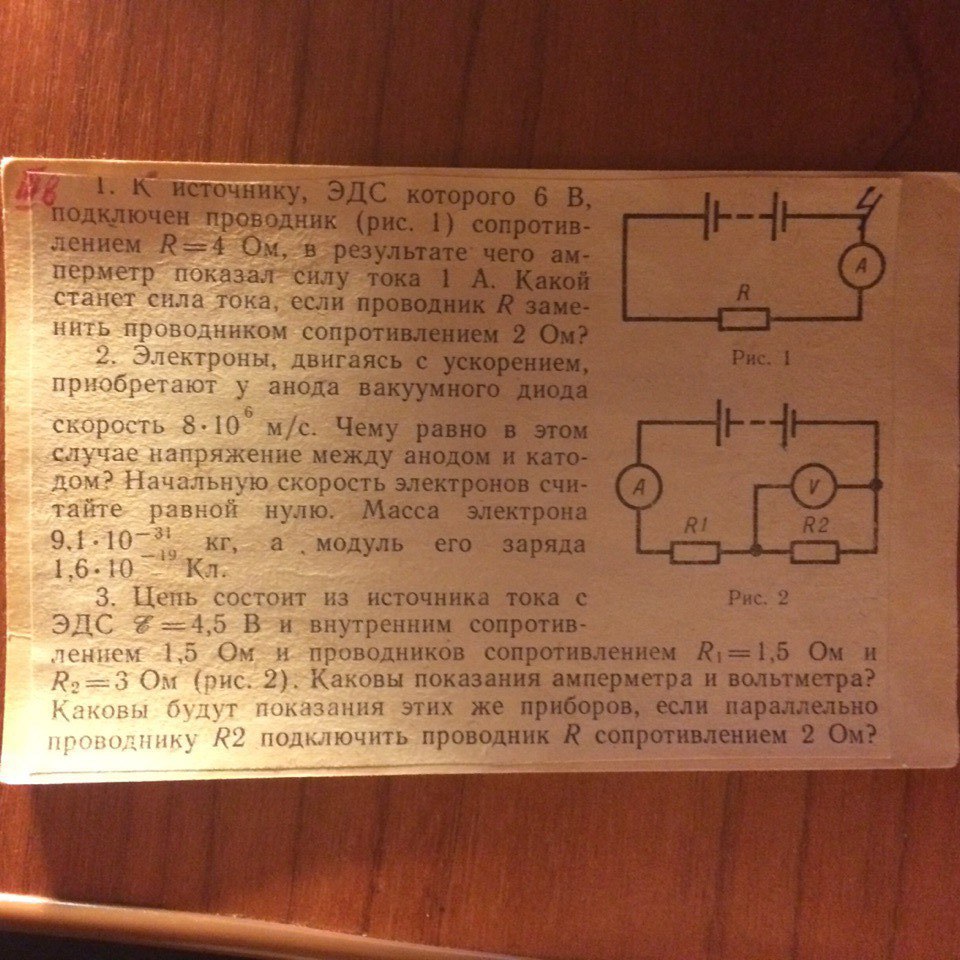 IIв
1. К источнику, ЭДС которого 6 В,
подключен проводник (рис. 1) сопротив-
лением R=4 Ом, в результате чего ам-
перметр показал силу тока 1 А. Какой
станет сила тока, если проводник R заме-
нить проводником сопротивлением 2 Ом?
2. Электроны, двигаясь с ускорением,
приобретают у анода вакуумного диода
скорость 8·10⁶ м/с. Чему равно в этом
случае напряжение между анодом и като-
дом? Начальную скорость электронов счи-
тайте равной нулю. Масса электрона
9.1·10⁻³¹ кг, а модуль его заряда
1,6·10⁻¹⁹ Кл.
3. Цепь состоит из источника тока с
ЭДС ℰ=4,5 В и внутренним сопротив-
лением 1,5 Ом и проводников сопротивлением R₁=1,5 Ом и
R₂=3 Ом (рис. 2). Каковы показания амперметра и вольтметра?
Каковы будут показания этих же приборов, если параллельно
проводнику R2 подключить проводник R сопротивлением 2 Ом?
4
A
R
Рис. 1
A
V
R1
R2
Рис. 2